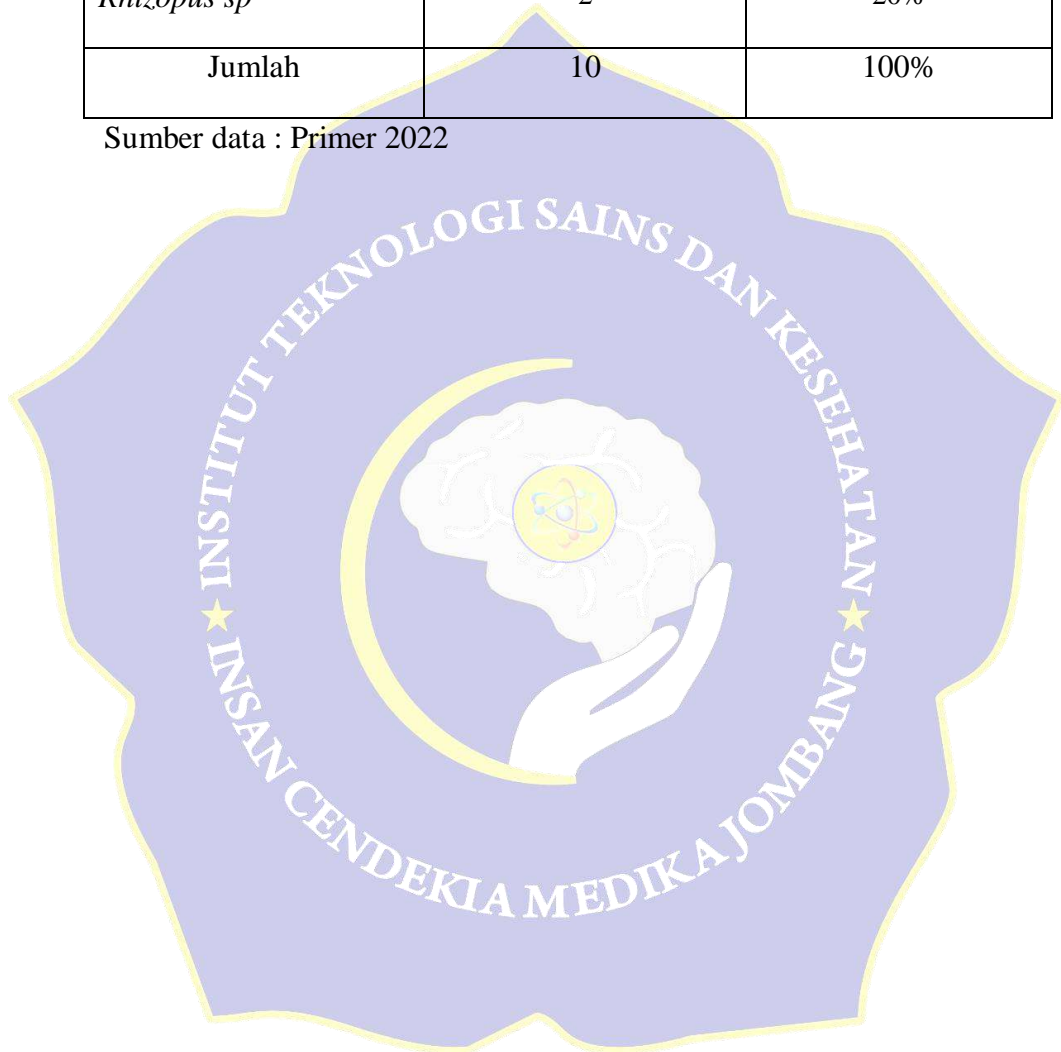 Rhizopus sp 2 20%
Jumlah 10 100%
Sumber data : Primer 2022
INSTITUT TEKNOLOGI SAINS DAN KESEHATAN
INSAN CENDEKIA MEDIKA JOMBANG